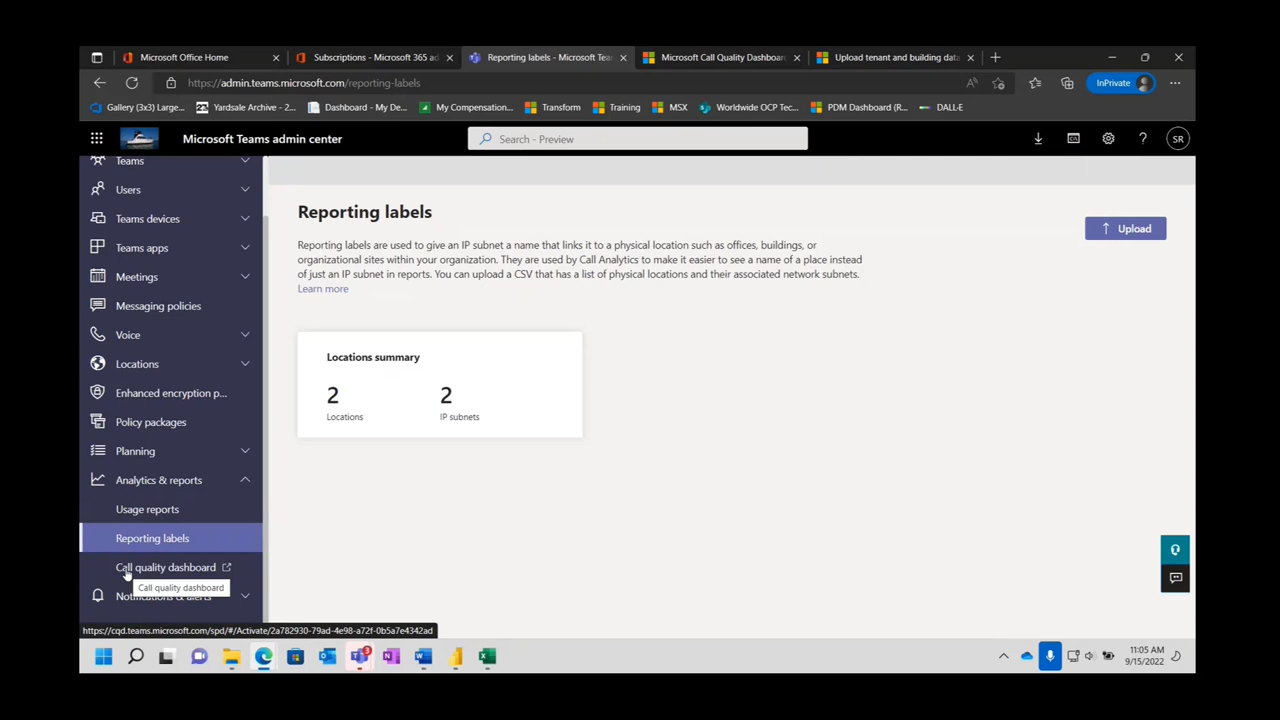 Microsoft Office Home
Subscriptions - Microsoft 365 ad
Reporting labels - Microsoft Tea
Microsoft Call Quality Dashboar
Upload tenant and building data
https://admin.teams.microsoft.com/reporting-labels
InPrivate
Gallery (3x3) Large...
Yardsale Archive - 2...
Dashboard - My De...
My Compensation...
Transform
Training
MSX
Worldwide OCP Tec...
PDM Dashboard (R...
DALL-E
Microsoft Teams admin center
Search - Preview
SR
Teams
Users
Teams devices
Teams apps
Meetings
Messaging policies
Voice
Locations
Enhanced encryption p...
Policy packages
Planning
Analytics & reports
Usage reports
Reporting labels
Call quality dashboard
Call quality dashboard
Notifications & alerts
Reporting labels
Upload
Reporting labels are used to give an IP subnet a name that links it to a physical location such as offices, buildings, or
organizational sites within your organization. They are used by Call Analytics to make it easier to see a name of a place instead
of just an IP subnet in reports. You can upload a CSV that has a list of physical locations and their associated network subnets.
Learn more
Locations summary
2
Locations
2
IP subnets
https://cqd.teams.microsoft.com/spd/#/Activate/2a782930-79ad-4e98-a72f-0b5a7e4342ad
3
11:05 AM
9/15/2022